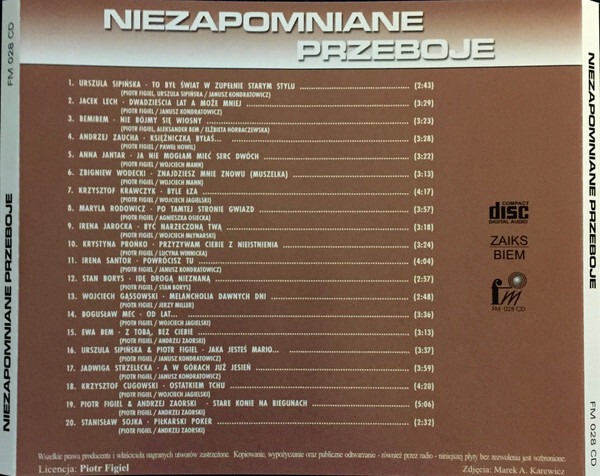 NIEZAPOMNIANE
PRZEBOJE
1. URSZULA SIPIŃSKA - TO BYŁ ŚWIAT W ZUPEŁNIE STARYM STYLU (2:43)
(PIOTR FIGIEL, URSZULA SIPIŃSKA / JANUSZ KONDRATOWICZ)
2. JACEK LECH - DWADZIEŚCIA LAT A MOŻE MNIEJ (3:29)
(PIOTR FIGIEL / JANUSZ KONDRATOWICZ)
3. BEMIBEM - NIE BÓJMY SIĘ WIOSNY (3:23)
(PIOTR FIGIEL, ALEKSANDER BEM / ELŻBIETA HORBACZEWSKA)
4. ANDRZEJ ZAUCHA - KSIĘŻNICZKĄ BYŁAŚ... (3:28)
(PIOTR FIGIEL / PAWEŁ HOWIL)
5. ANNA JANTAR - JA NIE MOGŁAM MIEĆ SERC DWÓCH (3:22)
(PIOTR FIGIEL / WOJCIECH MANN)
6. ZBIGNIEW WODECKI - ZNAJDZIESZ MNIE ZNOWU (MUSZELKA) (3:13)
(PIOTR FIGIEL / WOJCIECH MANN)
7. KRZYSZTOF KRAWCZYK - BYLE ŁZA (4:17)
(PIOTR FIGIEL / WOJCIECH JAGIELSKI)
8. MARYLA RODOWICZ - PO TAMTEJ STRONIE GWIAZD (3:57)
(PIOTR FIGIEL / AGNIESZKA OSIECKA)
9. IRENA JAROCKA - BYĆ NARZECZONĄ TWĄ (3:18)
(PIOTR FIGIEL / WOJCIECH MŁYNARSKI)
10. KRYSTYNA PROŃKO - PRZYZYWAM CIEBIE Z NIEISTNIENIA (3:24)
(PIOTR FIGIEL / LUCYNA WINNICKA)
11. IRENA SANTOR - POWRÓCISZ TU (4:04)
(PIOTR FIGIEL / JANUSZ KONDRATOWICZ)
12. STAN BORYS - IDĘ DROGĄ NIEZNANĄ (2:57)
(PIOTR FIGIEL / STAN BORYS)
13. WOJCIECH GĄSSOWSKI - MELANCHOLIA DAWNYCH DNI (2:48)
(PIOTR FIGIEL / JERZY MILLER)
14. BOGUSŁAW MEC - OD LAT... (3:36)
(PIOTR FIGIEL / WOJCIECH JAGIELSKI)
15. EWA BEM - Z TOBĄ, BEZ CIEBIE (3:13)
(PIOTR FIGIEL / ANDRZEJ ZAORSKI)
16. URSZULA SIPIŃSKA & PIOTR FIGIEL - JAKA JESTEŚ MARIO... (3:37)
(PIOTR FIGIEL / JANUSZ KONDRATOWICZ)
17. JADWIGA STRZELECKA - A W GÓRACH JUŻ JESIEŃ (3:59)
(PIOTR FIGIEL / JANUSZ KONDRATOWICZ)
18. KRZYSZTOF CUGOWSKI - OSTATKIEM TCHU (4:20)
(PIOTR FIGIEL / WOJCIECH JAGIELSKI)
19. PIOTR FIGIEL & ANDRZEJ ZAORSKI - STARE KONIE NA BIEGUNACH (5:06)
(PIOTR FIGIEL / ANDRZEJ ZAORSKI)
20. STANISŁAW SOJKA - PIŁKARSKI POKER (2:32)
(PIOTR FIGIEL / ANDRZEJ ZAORSKI)
COMPACT
disc
DIGITAL AUDIO
ZAIKS
BIEM
fm
FM 028 CD
Wszelkie prawa producenta i właściciela nagranych utworów zastrzeżone. Kopiowanie, wypożyczanie oraz publiczne odtwarzanie - również przez radio - niniejszej płyty bez zezwolenia jest wzbronione.
Licencja: Piotr Figiel
Zdjęcia: Marek A. Karewicz
FM 028 CD
NIEZAPOMNIANE PRZEBOJE
NIEZAPOMNIANE PRZEBOJE
FM 028 CD